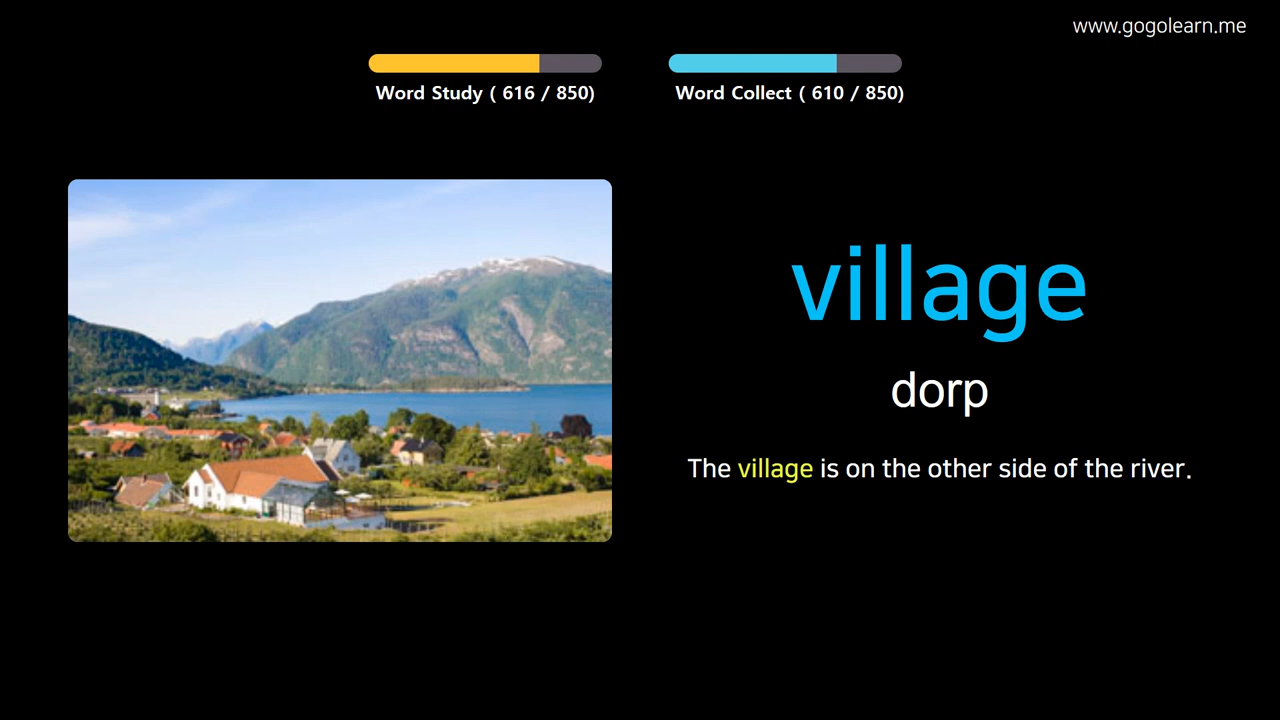 www.gogolearn.me
Word Study ( 616 / 850)
Word Collect ( 610 / 850)
village
dorp
The village is on the other side of the river.